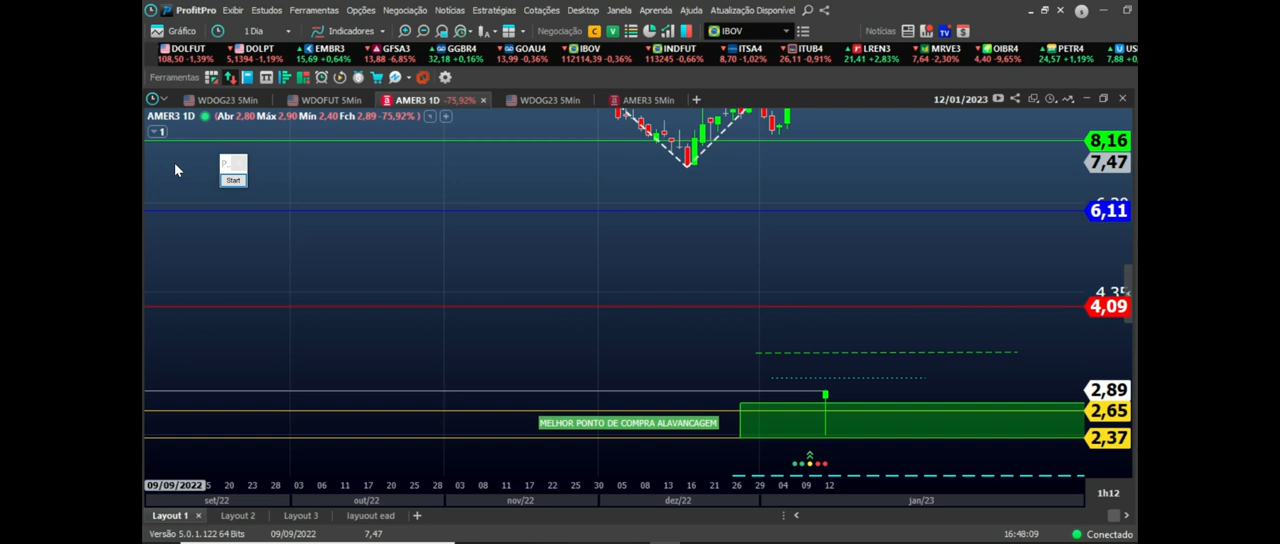 ProfitPro Exibir Estudos Ferramentas Opções Negociação Notícias Estratégias Cotações Desktop Janela Aprenda Ajuda Atualização Disponível
Gráfico 1 Dia Indicadores Negociação C V IBOV Notícias
DOLFUT DOLPT EMBR3 GFSA3 GGBR4 GOAU4 IBOV INDFUT ITSA4 ITUB4 LREN3 MRVE3 OIBR4 PETR4 US
108,50 -1,39% 5,1394 -1,19% 15,69 +0,64% 13,88 -6,85% 32,18 +0,16% 13,99 -0,36% 112114,39 -0,36% 113245 -0,66% 8,70 -1,02% 26,11 -0,91% 21,41 +2,83% 7,64 -2,30% 4,40 -9,65% 24,57 +1,19% 7,88
Ferramentas
WDOG23 5Min WDOFUT 5Min AMER3 1D -75,92% WDOG23 5Min AMER3 5Min 12/01/2023
AMER3 1D (Abr 2.80 Máx 2.90 Mín 2.40 Fch 2.89 -75,92%)
1
8,16
P...
7,47
Start
6,11
4,35
4,09
2,89
2,65
MELHOR PONTO DE COMPRA ALAVANCAGEM
2,37
09/09/2022 5 20 23 28 03 06 11 17 20 25 28 03 08 11 17 22 25 30 05 08 13 16 21 26 29 04 09 12
set/22 out/22 nov/22 dez/22 jan/23 1h12
Layout 1 Layout 2 Layout 3 layuout ead
Versão 5.0.1.122 64 Bits 09/09/2022 7,47 16:48:09 Conectado